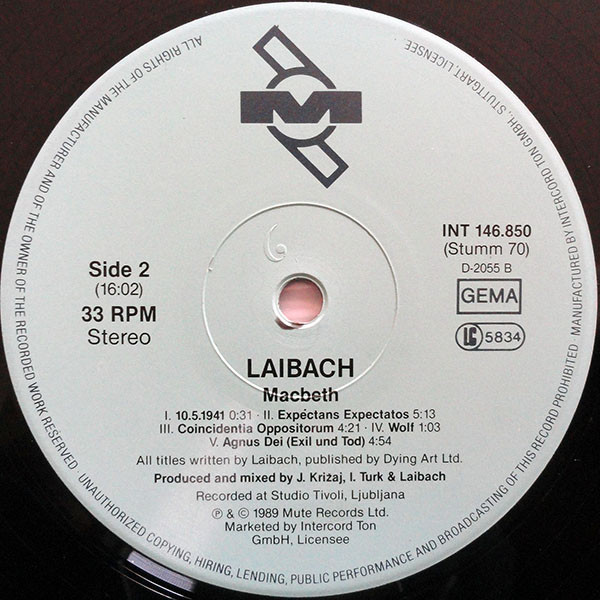 ALL RIGHTS OF THE MANUFACTURER AND OF THE OWNER OF THE RECORDED WORK RESERVED · UNAUTHORIZED COPYING, HIRING, LENDING, PUBLIC PERFORMANCE AND BROADCASTING OF THIS RECORD PROHIBITED · MANUFACTURED BY INTERCORD TON GMBH, STUTTGART, LICENSEE
M
INT 146.850
(Stumm 70)
D-2055 B
GEMA
LC 5834
Side 2
(16:02)
33 RPM
Stereo
LAIBACH
Macbeth
I. 10.5.1941 0:31 · II. Expectans Expectatos 5:13
III. Coincidentia Oppositorum 4:21 · IV. Wolf 1:03
V. Agnus Dei (Exil und Tod) 4:54
All titles written by Laibach, published by Dying Art Ltd.
Produced and mixed by J. Križaj, I. Turk & Laibach
Recorded at Studio Tivoli, Ljubljana
℗ & © 1989 Mute Records Ltd.
Marketed by Intercord Ton
GmbH, Licensee